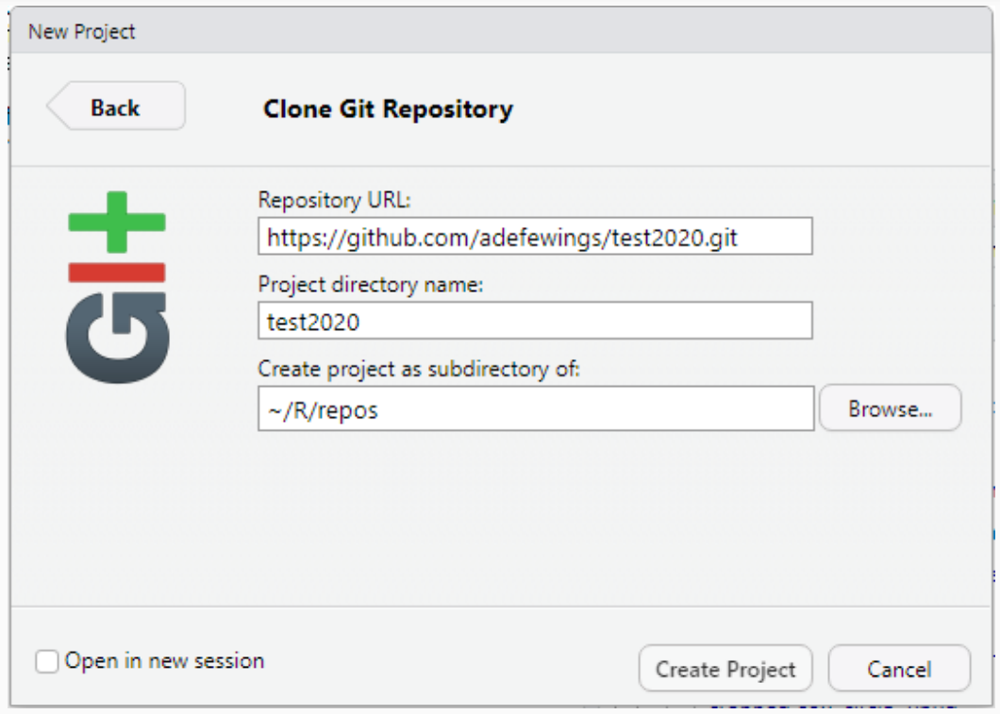 New Project
Back
Clone Git Repository
Repository URL:
https://github.com/adefewings/test2020.git
Project directory name:
test2020
Create project as subdirectory of:
~/R/repos
Browse...
GIT
Open in new session
Create Project
Cancel